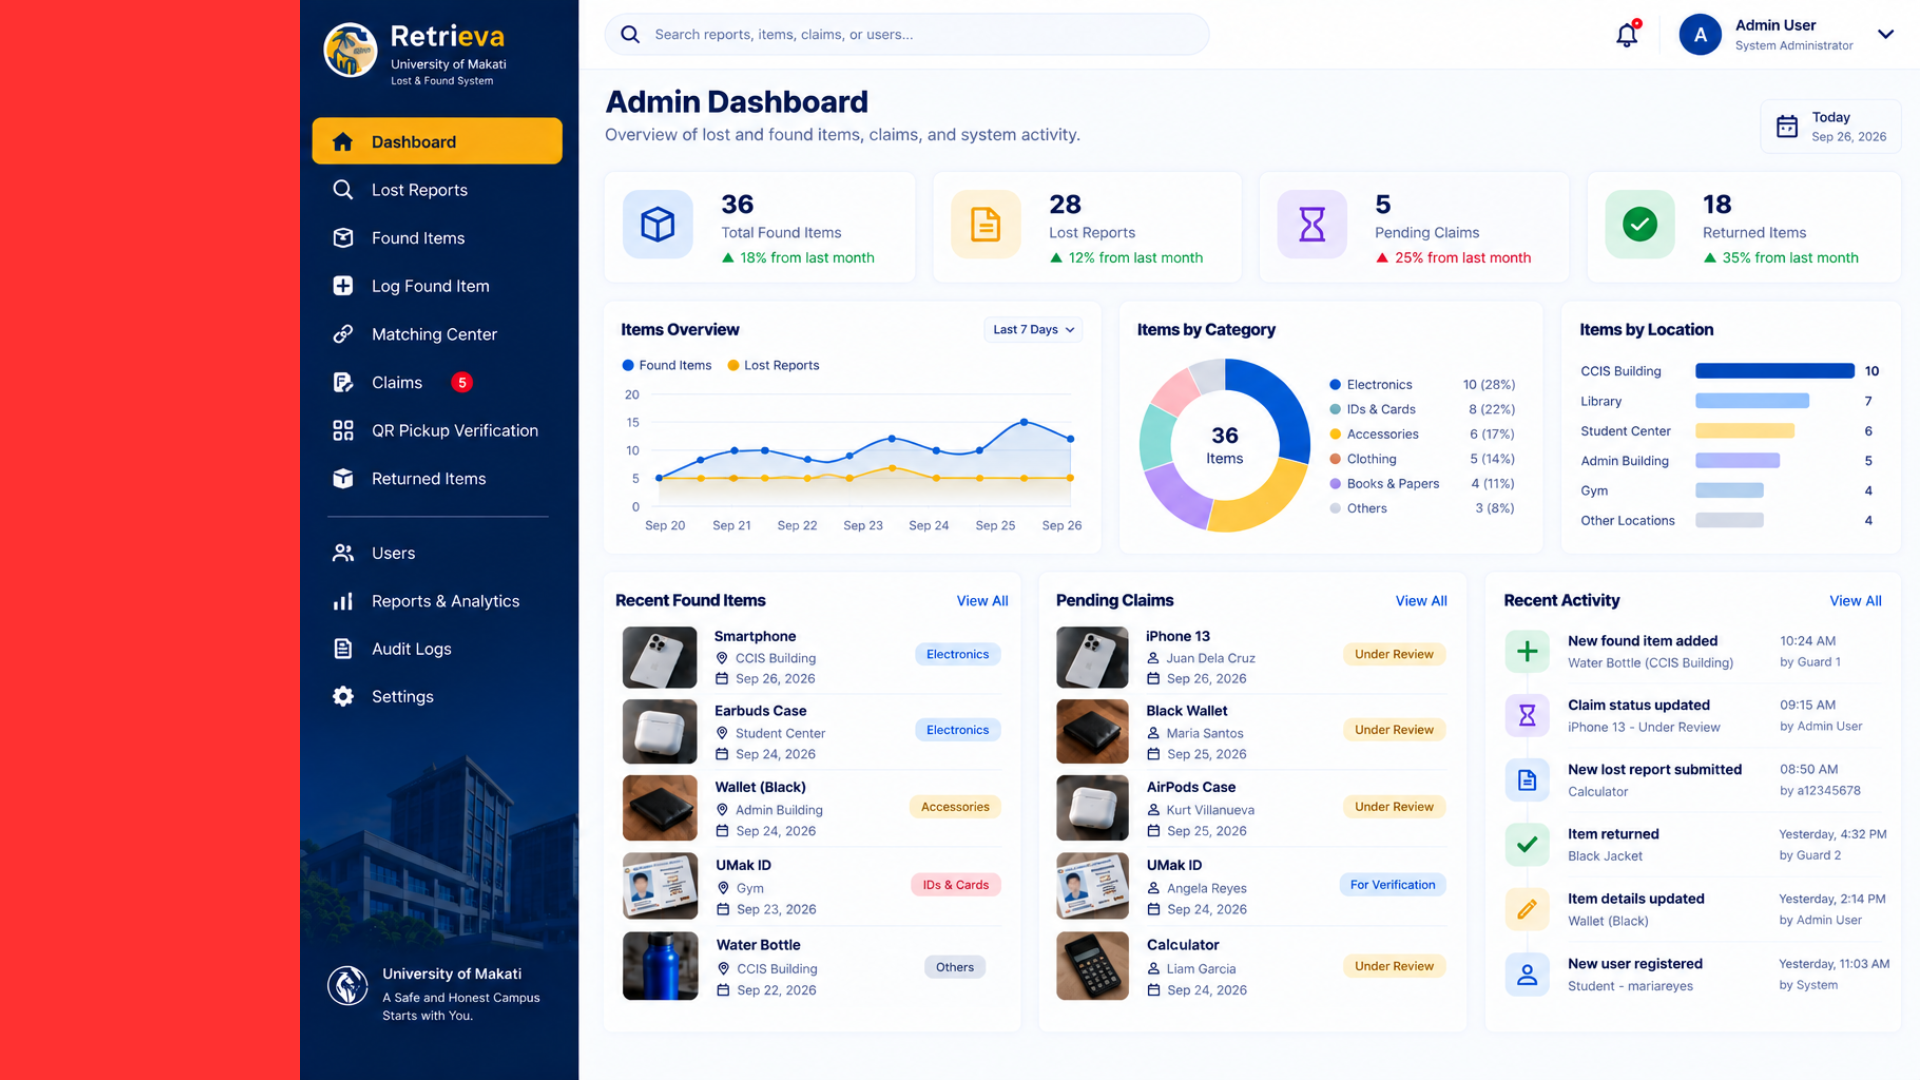 Retrieva
University of Makati
Lost & Found System
Dashboard
Lost Reports
Found Items
Log Found Item
Matching Center
Claims 5
QR Pickup Verification
Returned Items
Users
Reports & Analytics
Audit Logs
Settings
University of Makati
A Safe and Honest Campus
Starts with You.
Search reports, items, claims, or users...
A
Admin User
System Administrator
Admin Dashboard
Overview of lost and found items, claims, and system activity.
Today
Sep 26, 2026
36
Total Found Items
▲ 18% from last month
28
Lost Reports
▲ 12% from last month
5
Pending Claims
▲ 25% from last month
18
Returned Items
▲ 35% from last month
Items Overview
Last 7 Days
Found Items Lost Reports
20
15
10
5
0
Sep 20 Sep 21 Sep 22 Sep 23 Sep 24 Sep 25 Sep 26
Items by Category
36
Items
Electronics 10 (28%)
IDs & Cards 8 (22%)
Accessories 6 (17%)
Clothing 5 (14%)
Books & Papers 4 (11%)
Others 3 (8%)
Items by Location
CCIS Building 10
Library 7
Student Center 6
Admin Building 5
Gym 4
Other Locations 4
Recent Found Items View All
Smartphone
CCIS Building
Sep 26, 2026
Electronics
Earbuds Case
Student Center
Sep 24, 2026
Electronics
Wallet (Black)
Admin Building
Sep 24, 2026
Accessories
UMak ID
Gym
Sep 23, 2026
IDs & Cards
Water Bottle
CCIS Building
Sep 22, 2026
Others
Pending Claims View All
iPhone 13
Juan Dela Cruz
Sep 26, 2026
Under Review
Black Wallet
Maria Santos
Sep 25, 2026
Under Review
AirPods Case
Kurt Villanueva
Sep 25, 2026
Under Review
UMak ID
Angela Reyes
Sep 24, 2026
For Verification
Calculator
Liam Garcia
Sep 24, 2026
Under Review
Recent Activity View All
New found item added 10:24 AM
Water Bottle (CCIS Building) by Guard 1
Claim status updated 09:15 AM
iPhone 13 - Under Review by Admin User
New lost report submitted 08:50 AM
Calculator by a12345678
Item returned Yesterday, 4:32 PM
Black Jacket by Guard 2
Item details updated Yesterday, 2:14 PM
Wallet (Black) by Admin User
New user registered Yesterday, 11:03 AM
Student - mariareyes by System